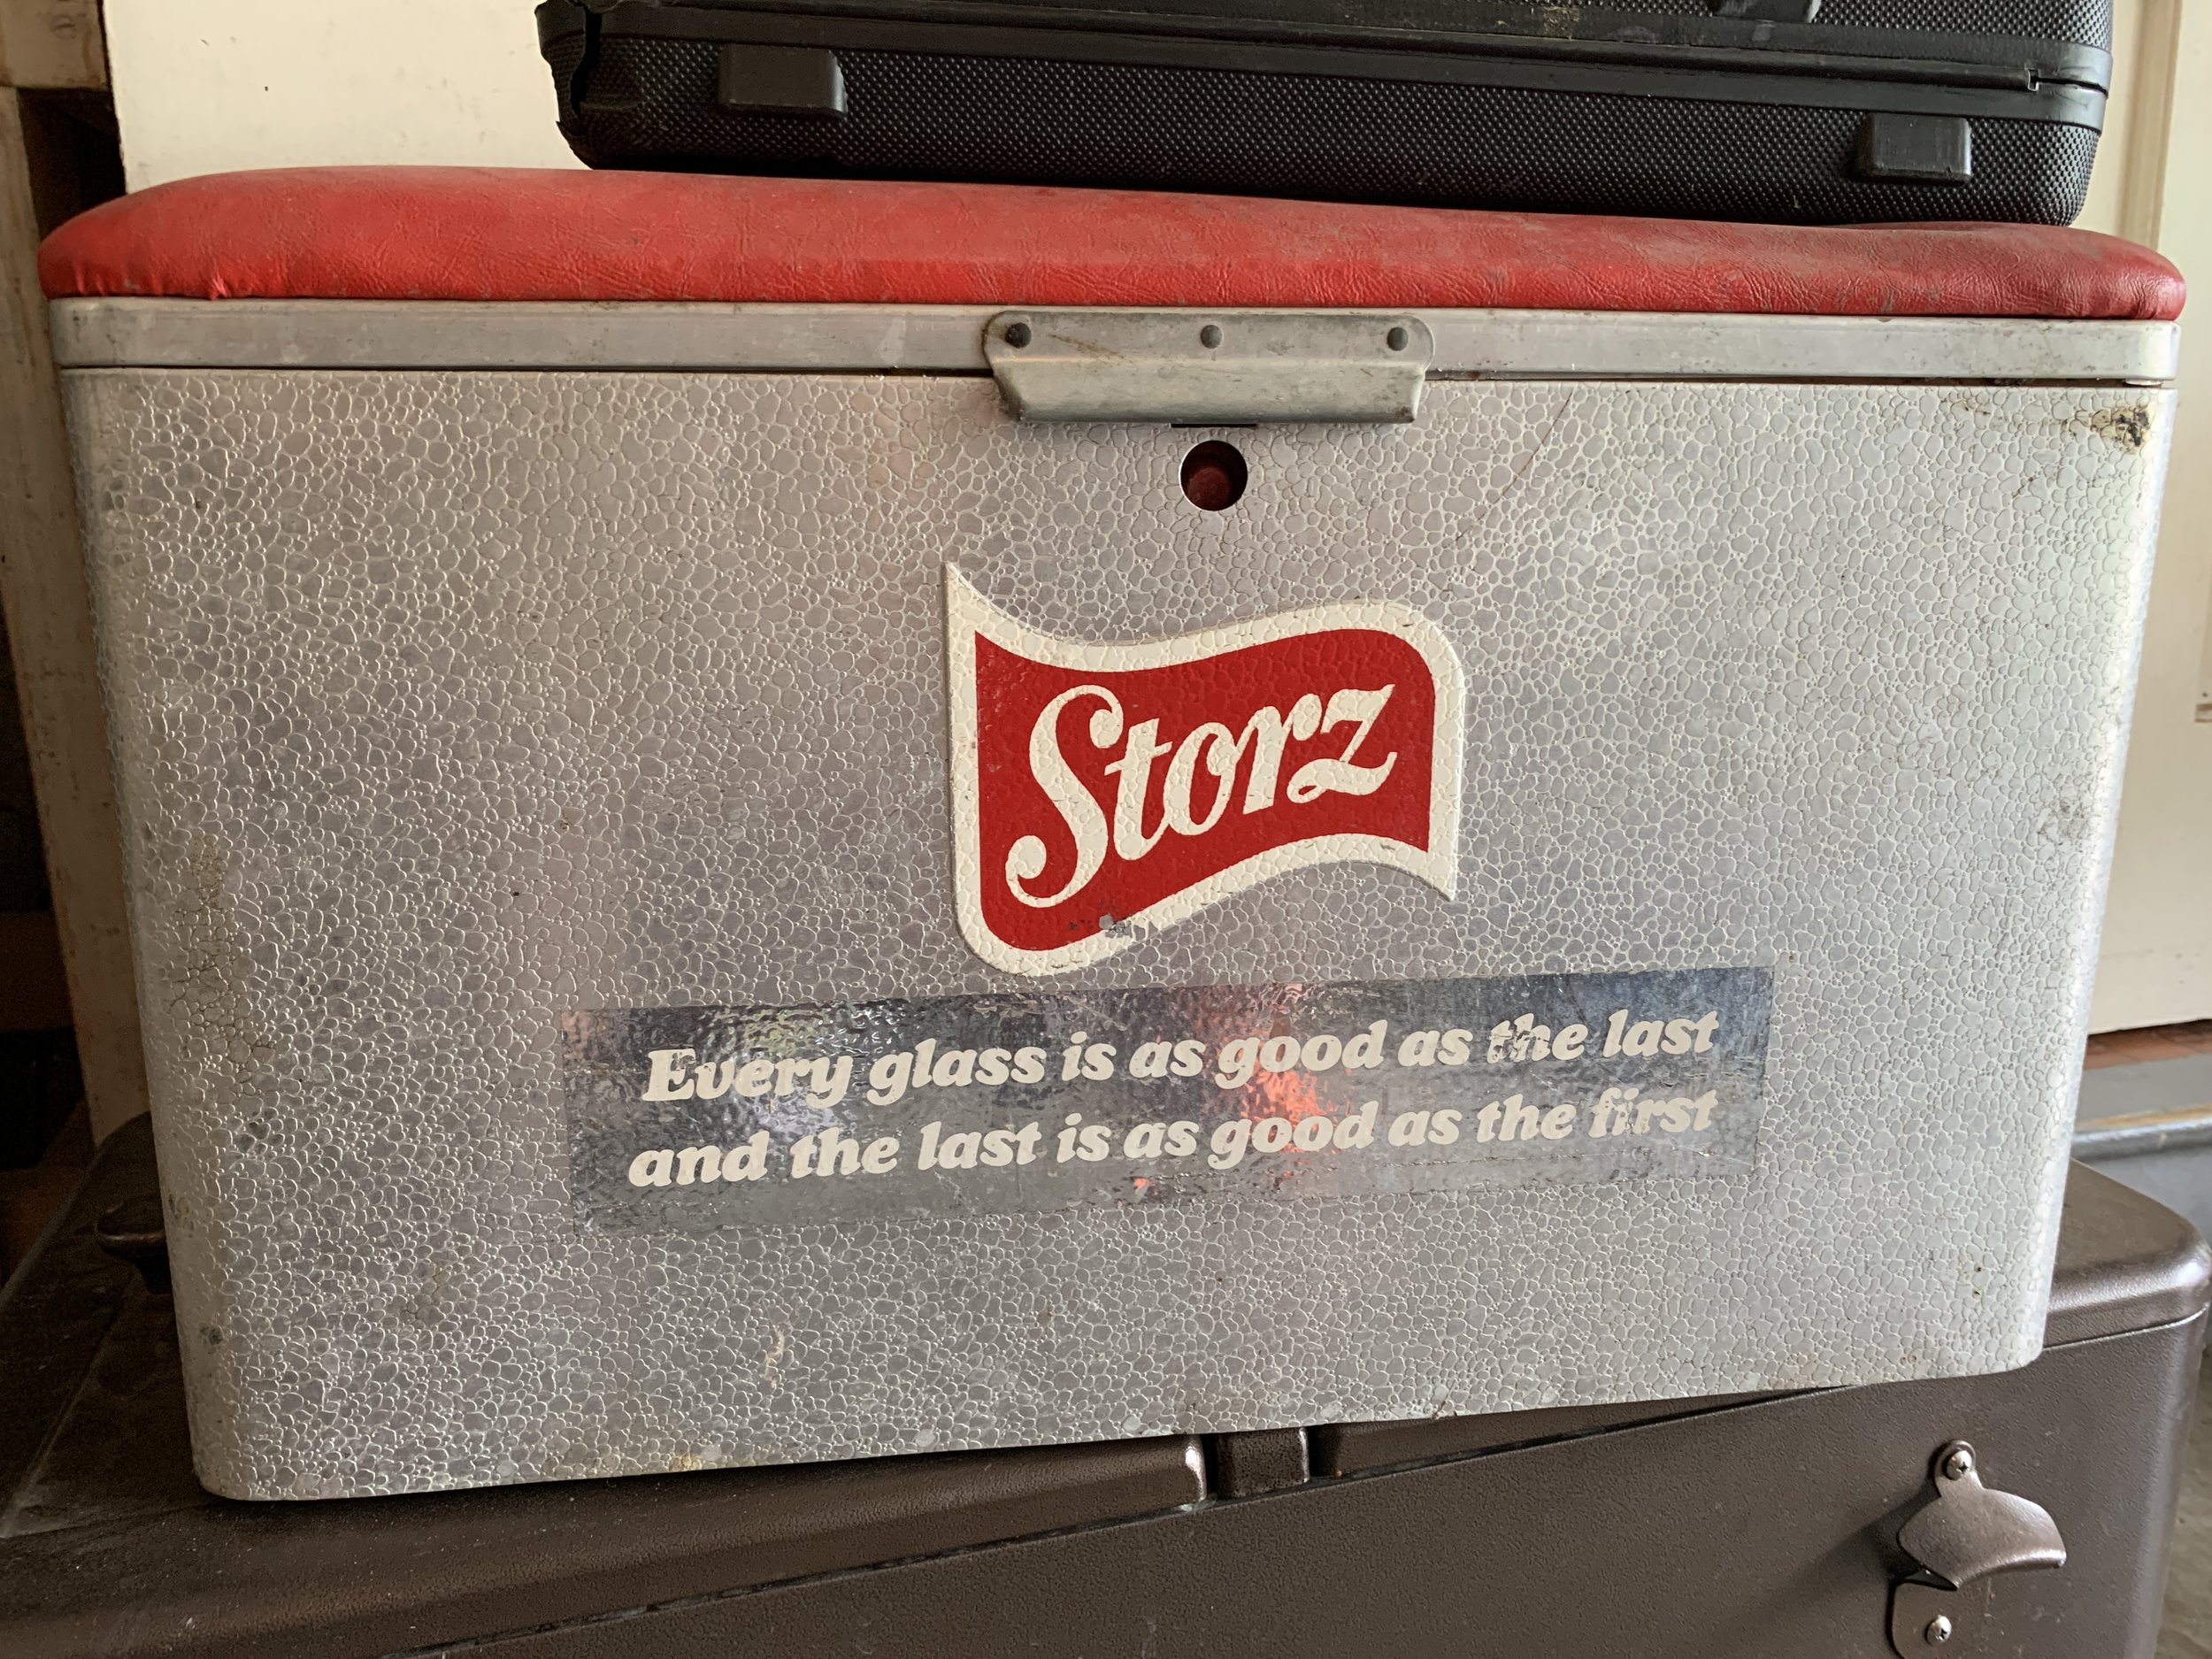 Storz
Every glass is as good as the last
and the last is as good as the first